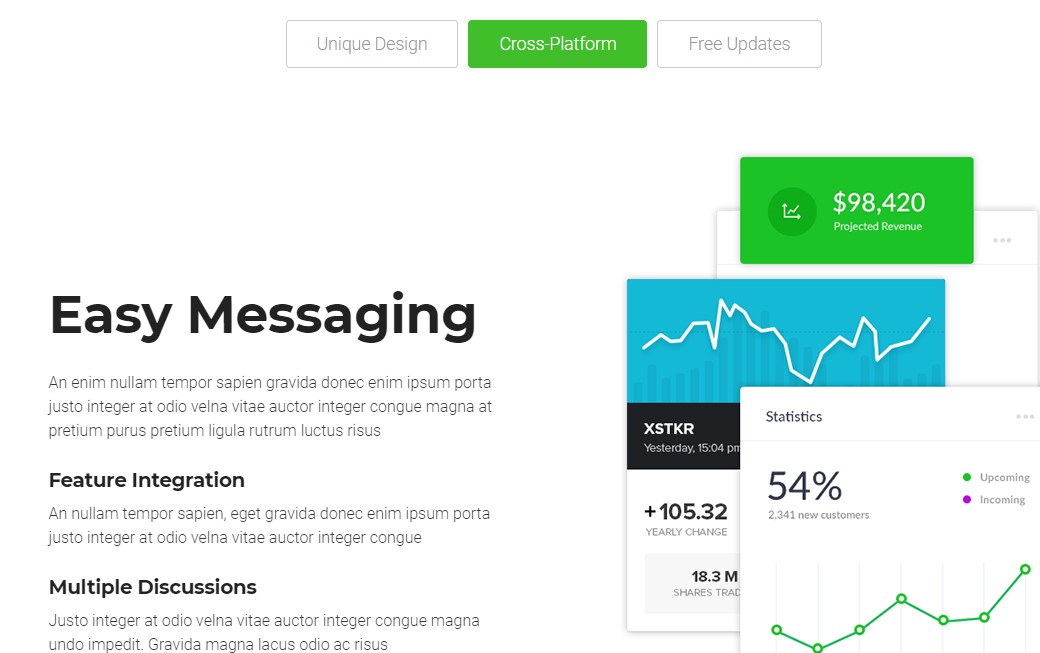 Unique Design
Cross-Platform
Free Updates
Easy Messaging
An enim nullam tempor sapien gravida donec enim ipsum porta
justo integer at odio velna vitae auctor integer congue magna at
pretium purus pretium ligula rutrum luctus risus
Feature Integration
An nullam tempor sapien, eget gravida donec enim ipsum porta
justo integer at odio velna vitae auctor integer congue
Multiple Discussions
Justo integer at odio velna vitae auctor integer congue magna
undo impedit. Gravida magna lacus odio ac risus
$98,420
Projected Revenue
XSTKR
Yesterday, 15:04 pm
+105.32
YEARLY CHANGE
18.3 M
SHARES TRAD
Statistics
54%
2,341 new customers
Upcoming
Incoming